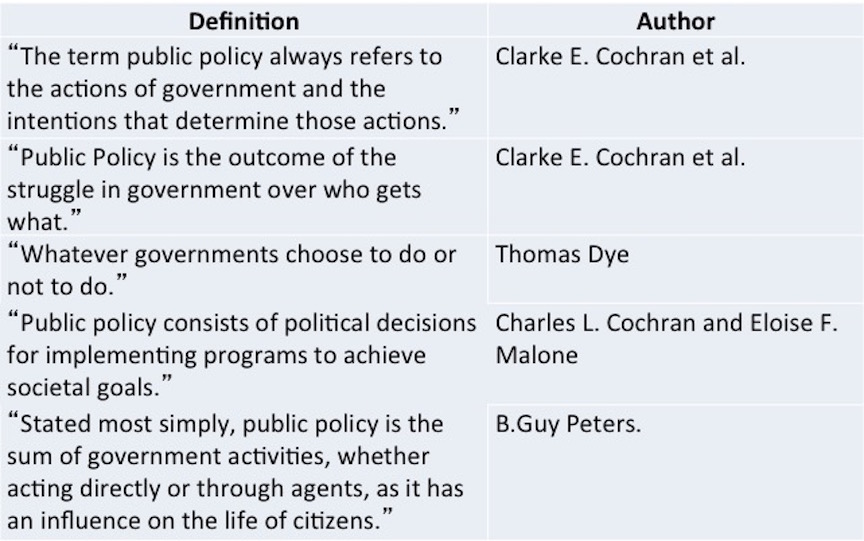 Definition Author
“The term public policy always refers to
the actions of government and the
intentions that determine those actions.”
Clarke E. Cochran et al.
“Public Policy is the outcome of the
struggle in government over who gets
what.”
Clarke E. Cochran et al.
“Whatever governments choose to do or
not to do.”
Thomas Dye
“Public policy consists of political decisions
for implementing programs to achieve
societal goals.”
Charles L. Cochran and Eloise F.
Malone
“Stated most simply, public policy is the
sum of government activities, whether
acting directly or through agents, as it has
an influence on the life of citizens.”
B.Guy Peters.